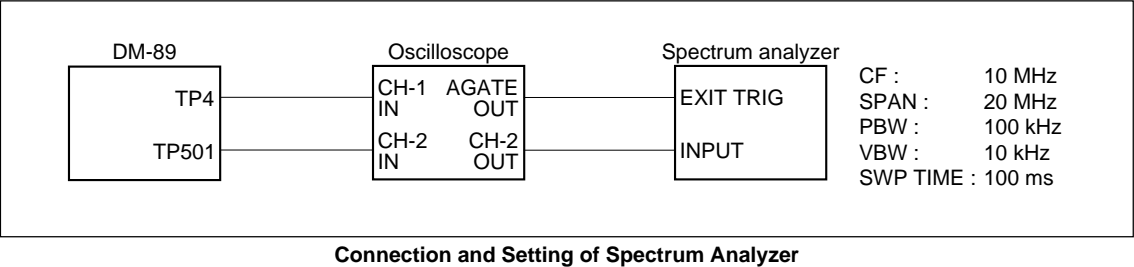 DM-89
TP4
TP501
Oscilloscope
CH-1 AGATE
IN OUT
CH-2 CH-2
IN OUT
Spectrum analyzer
EXIT TRIG
INPUT
CF : 10 MHz
SPAN : 20 MHz
PBW : 100 kHz
VBW : 10 kHz
SWP TIME : 100 ms
Connection and Setting of Spectrum Analyzer